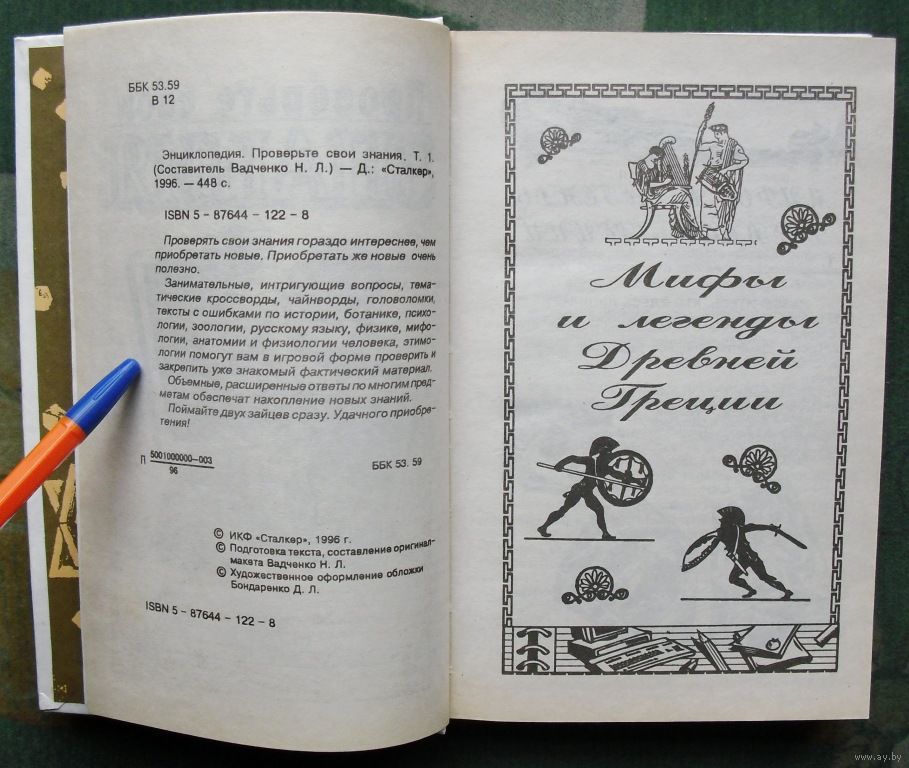 ББК 53.59
В 12
Энциклопедия. Проверьте свои знания. Т. 1.
(Составитель Вадченко Н. Л.) — Д.: «Сталкер»,
1996. — 448 с.
ISBN 5 – 87644 – 122 – 8
Проверять свои знания гораздо интереснее, чем
приобретать новые. Приобретать же новые очень
полезно.
Занимательные, интригующие вопросы, тема-
тические кроссворды, чайнворды, головоломки,
тексты с ошибками по истории, ботанике, психо-
логии, зоологии, русскому языку, физике, мифо-
логии, анатомии и физиологии человека, этимо-
логии помогут вам в игровой форме проверить и
закрепить уже знакомый фактический материал.
Объемные, расширенные ответы по многим пред-
метам обеспечат накопление новых знаний.
Поймайте двух зайцев сразу. Удачного приобре-
тения!
П 5001000000—003
96
ББК 53. 59
© ИКФ «Сталкер», 1996 г.
© Подготовка текста, составление оригинал-
макета Вадченко Н. Л.
© Художественное оформление обложки
Бондаренко Д. Л.
ISBN 5 – 87644 – 122 – 8
Мифы
и легенды
Древней
Греции
www.ay.by